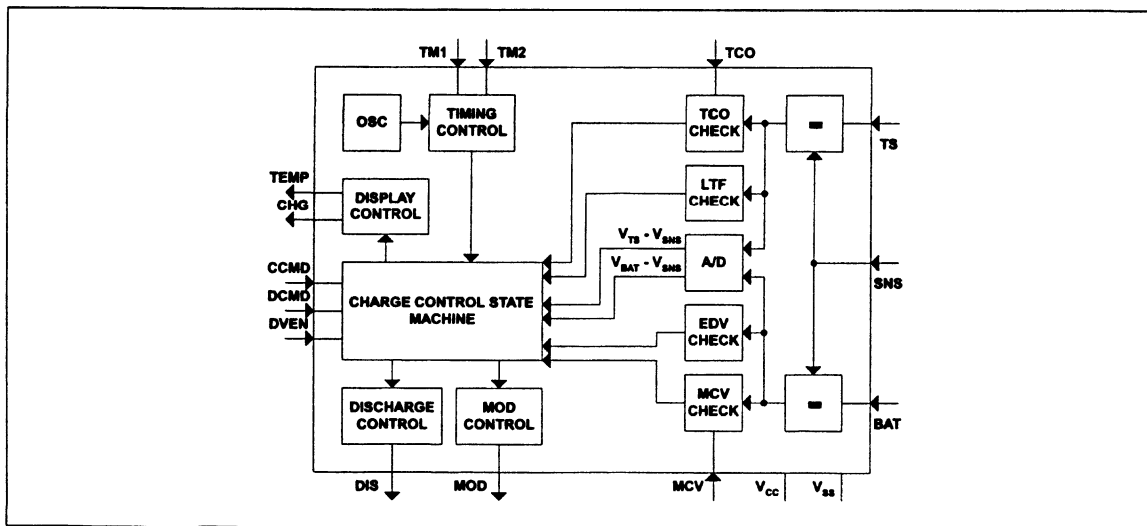 TM1
TM2
TCO
OSC
TIMING
CONTROL
TCO
CHECK
TS
TEMP
CHG
DISPLAY
CONTROL
LTF
CHECK
V_TS - V_SNS
V_BAT - V_SNS
A/D
SNS
CCMD
DCMD
DVEN
CHARGE CONTROL STATE
MACHINE
EDV
CHECK
DISCHARGE
CONTROL
MOD
CONTROL
MCV
CHECK
BAT
DIS
MOD
MCV
V_CC
V_SS